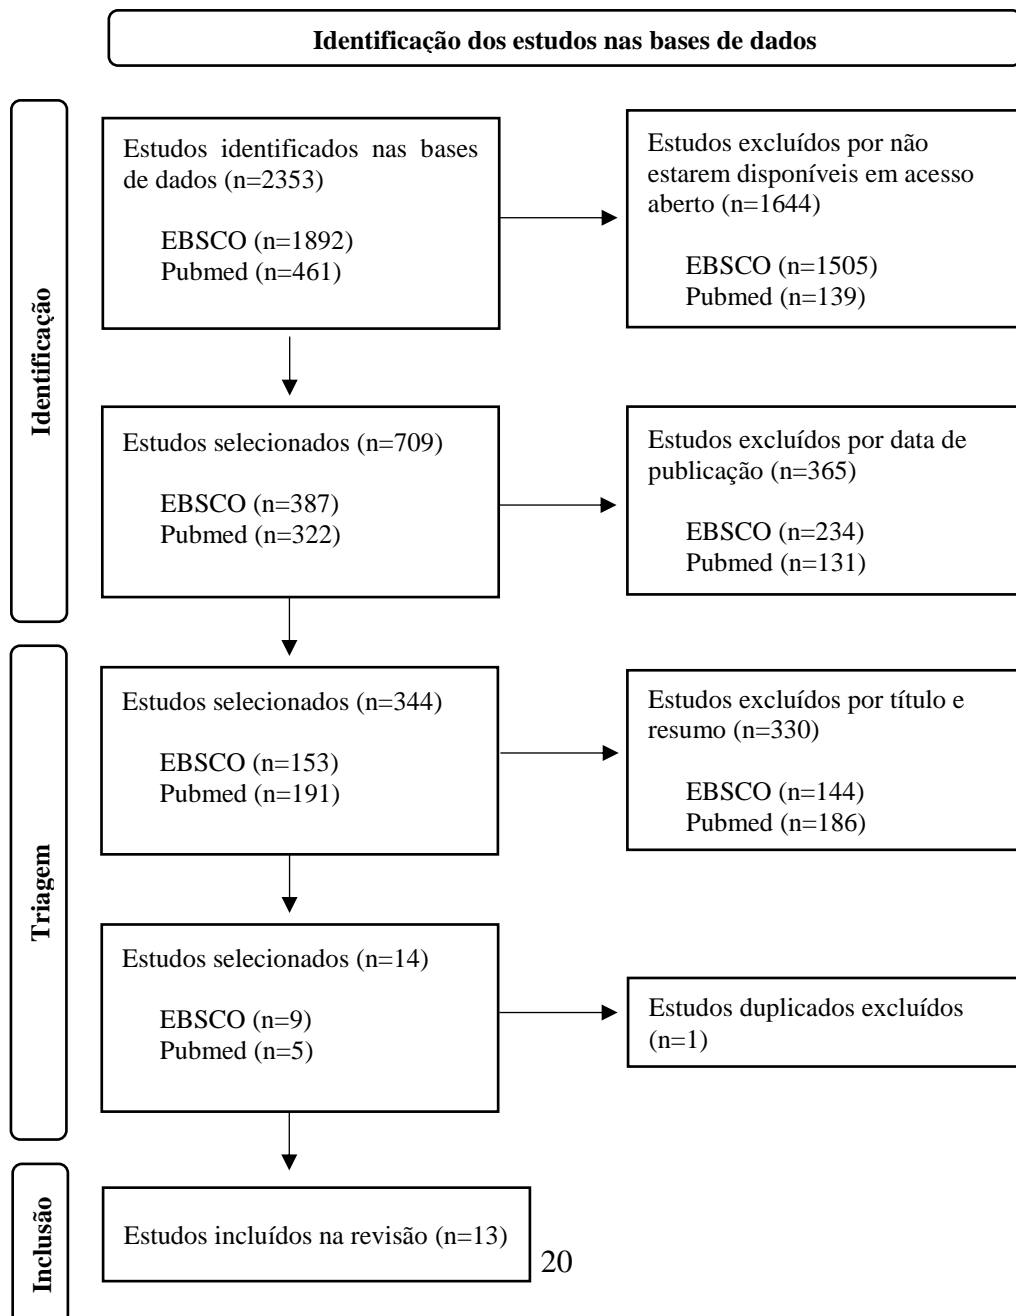 Identificação dos estudos nas bases de dados
Identificação
Estudos identificados nas bases
de dados (n=2353)
EBSCO (n=1892)
Pubmed (n=461)
Estudos excluídos por não
estarem disponíveis em acesso
aberto (n=1644)
EBSCO (n=1505)
Pubmed (n=139)
Estudos selecionados (n=709)
EBSCO (n=387)
Pubmed (n=322)
Estudos excluídos por data de
publicação (n=365)
EBSCO (n=234)
Pubmed (n=131)
Triagem
Estudos selecionados (n=344)
EBSCO (n=153)
Pubmed (n=191)
Estudos excluídos por título e
resumo (n=330)
EBSCO (n=144)
Pubmed (n=186)
Estudos selecionados (n=14)
EBSCO (n=9)
Pubmed (n=5)
Estudos duplicados excluídos
(n=1)
Inclusão
Estudos incluídos na revisão (n=13)
20